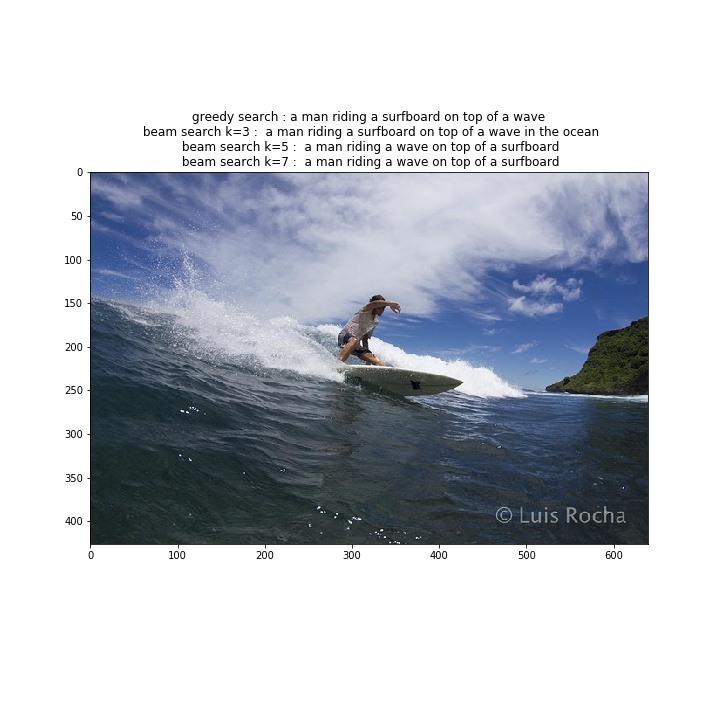 greedy search : a man riding a surfboard on top of a wave
beam search k=3 :  a man riding a surfboard on top of a wave in the ocean
beam search k=5 :  a man riding a wave on top of a surfboard
beam search k=7 :  a man riding a wave on top of a surfboard
0
50
100
150
200
250
300
350
400
© Luis Rocha
0 100 200 300 400 500 600